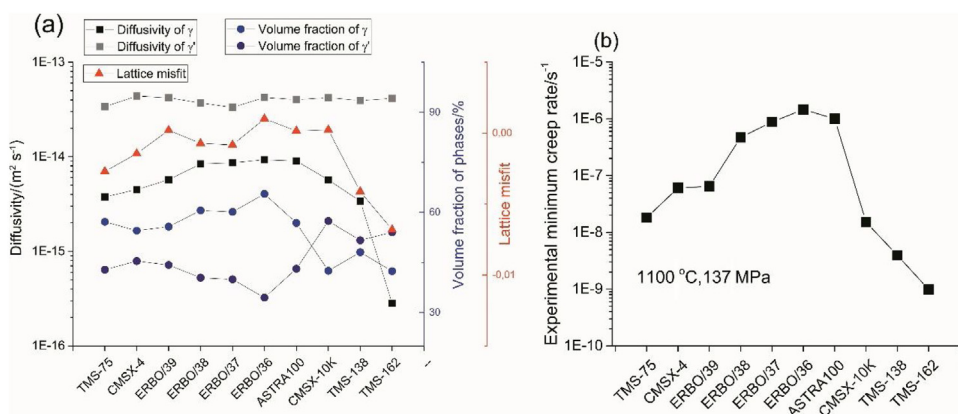 (a)
Diffusivity of γ
Diffusivity of γ'
Volume fraction of γ
Volume fraction of γ'
Lattice misfit
1E-13
1E-14
1E-15
1E-16
Diffusivity/(m² s⁻¹)
90
60
30
Volume fraction of phases/%
0.00
-0,01
Lattice misfit
TMS-75
CMSX-4
ERBO/39
ERBO/38
ERBO/37
ERBO/36
ASTRA100
CMSX-10K
TMS-138
TMS-162
--
(b)
1E-5
1E-6
1E-7
1E-8
1E-9
1E-10
Experimental minimum creep rate/s⁻¹
1100 °C,137 MPa
TMS-75
CMSX-4
ERBO/39
ERBO/38
ERBO/37
ERBO/36
ASTRA100
CMSX-10K
TMS-138
TMS-162